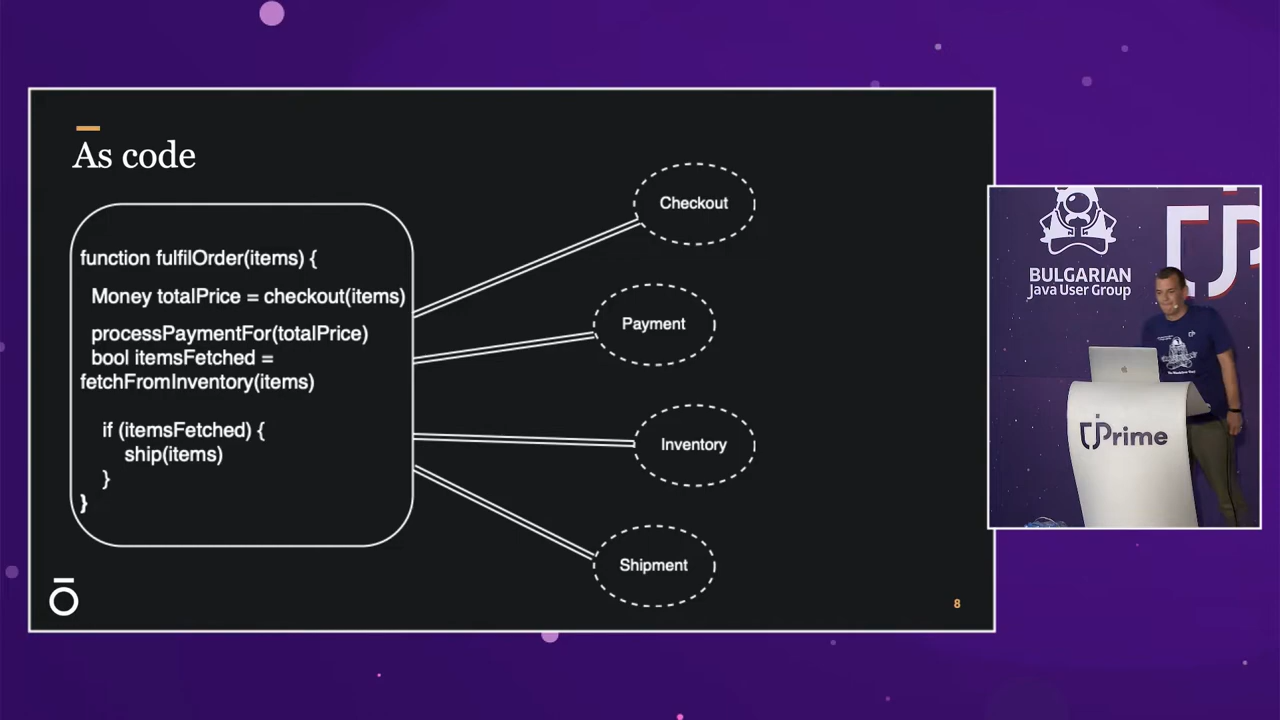 As code
function fulfilOrder(items) {
Money totalPrice = checkout(items)
processPaymentFor(totalPrice)
bool itemsFetched =
fetchFromInventory(items)
if (itemsFetched) {
ship(items)
}
}
Checkout
Payment
Inventory
Shipment
8
BULGARIAN
Java User Group
Prime